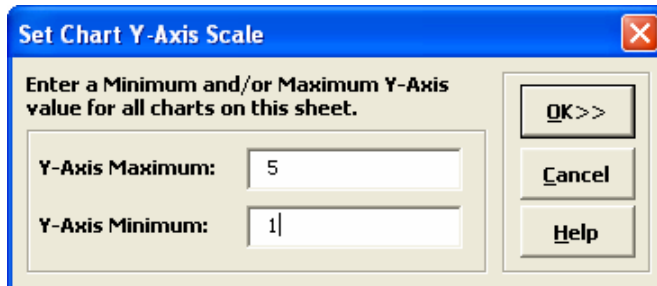 Set Chart Y-Axis Scale
Enter a Minimum and/or Maximum Y-Axis
value for all charts on this sheet.
OK>>
Y-Axis Maximum: 5
Cancel
Y-Axis Minimum: 1
Help